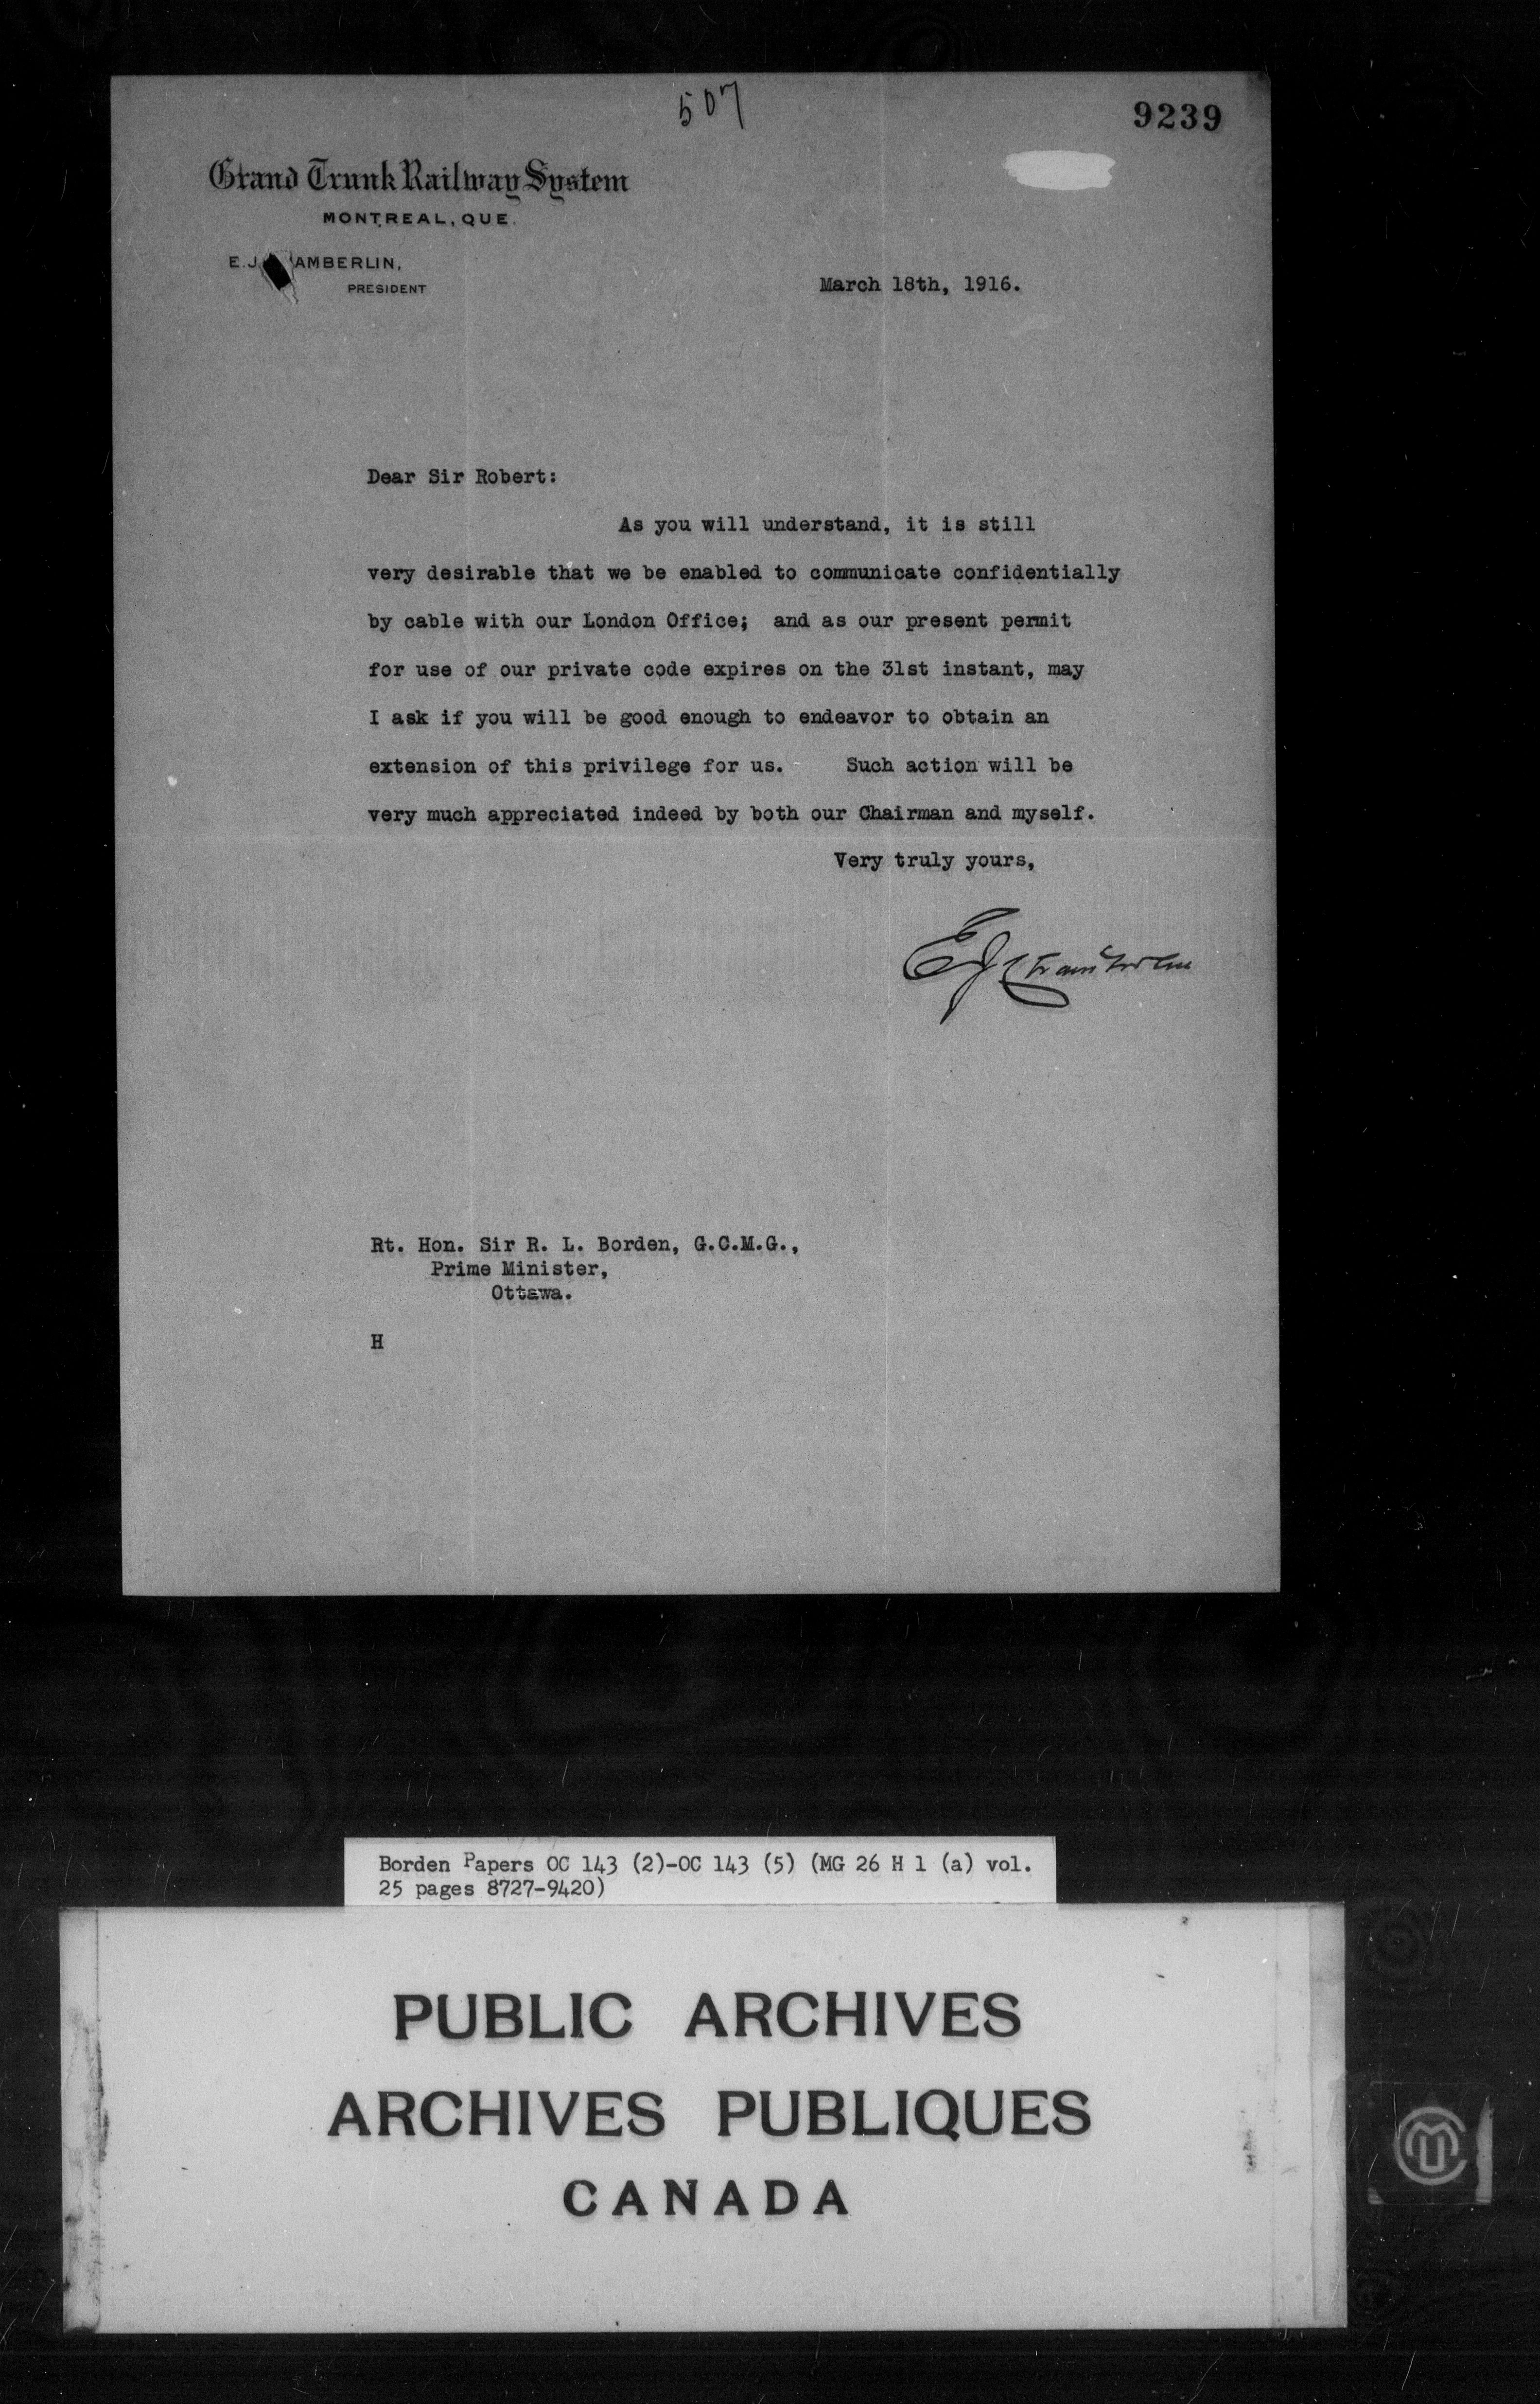 507
9239
Grand Trunk Railway System
MONTREAL, QUE.
E.J. AMBERLIN,
PRESIDENT
March 18th, 1916.
Dear Sir Robert:
As you will understand, it is still
very desirable that we be enabled to communicate confidentially
by cable with our London Office; and as our present permit
for use of our private code expires on the 31st instant, may
I ask if you will be good enough to endeavor to obtain an
extension of this privilege for us. Such action will be
very much appreciated indeed by both our Chairman and myself.
Very truly yours,
EJ Chamberlin
Rt. Hon. Sir R. L. Borden, G.C.M.G.,
Prime Minister,
Ottawa.
H
Borden Papers OC 143 (2)-OC 143 (5) (MG 26 H 1 (a) vol.
25 pages 8727-9420)
PUBLIC ARCHIVES
ARCHIVES PUBLIQUES
CANADA